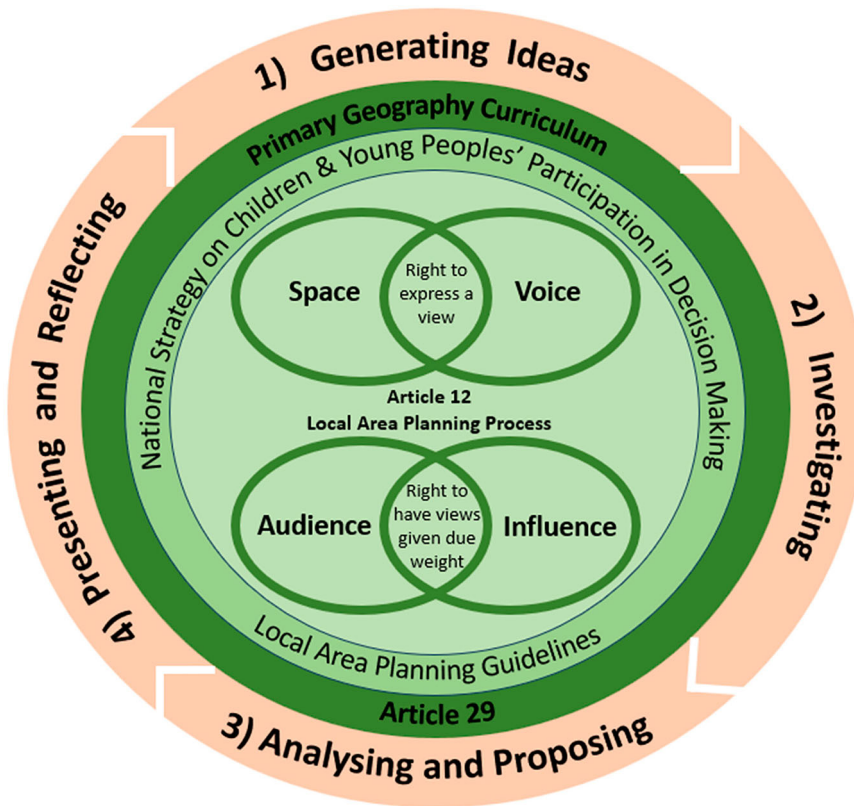 1) Generating Ideas
Primary Geography Curriculum
National Strategy on Children & Young Peoples’ Participation in Decision Making
Space
Right to
express a
view
Voice
Article 12
Local Area Planning Process
Audience
Right to
have views
given due
weight
Influence
Local Area Planning Guidelines
Article 29
2) Investigating
3) Analysing and Proposing
4) Presenting and Reflecting